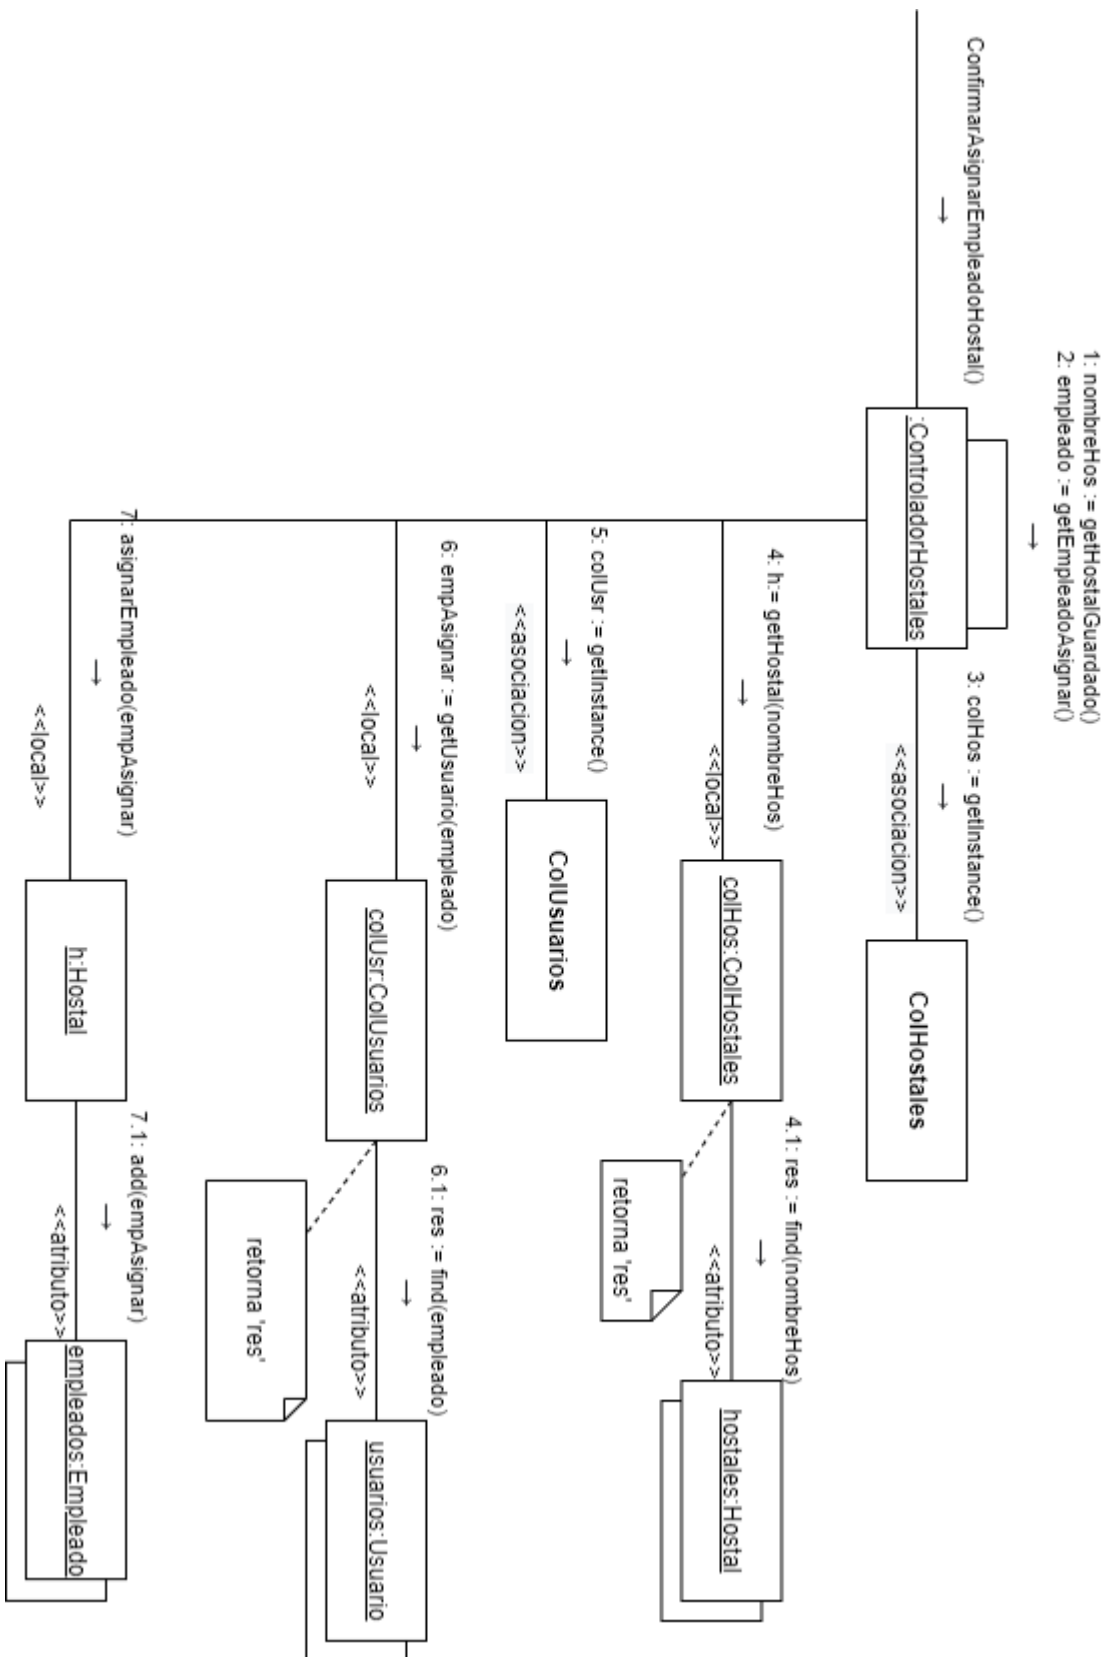 1: nombreHos := getHostalGuardado()
2: empleado := getEmpleadoAsignar()
ConfirmarAsignarEmpleadoHostal()
:ControladorHostales
3: colHos := getInstance()
<<asociacion>>
ColHostales
4: h:= getHostal(nombreHos)
<<local>>
colHos:ColHostales
4.1: res := find(nombreHos)
<<atributo>>
hostales:Hostal
retorna 'res'
5: colUsr := getInstance()
<<asociacion>>
ColUsuarios
6: empAsignar := getUsuario(empleado)
<<local>>
colUsr:ColUsuarios
6.1: res := find(empleado)
<<atributo>>
usuarios:Usuario
retorna 'res'
7: asignarEmpleado(empAsignar)
<<local>>
h:Hostal
7.1: add(empAsignar)
<<atributo>>
empleados:Empleado